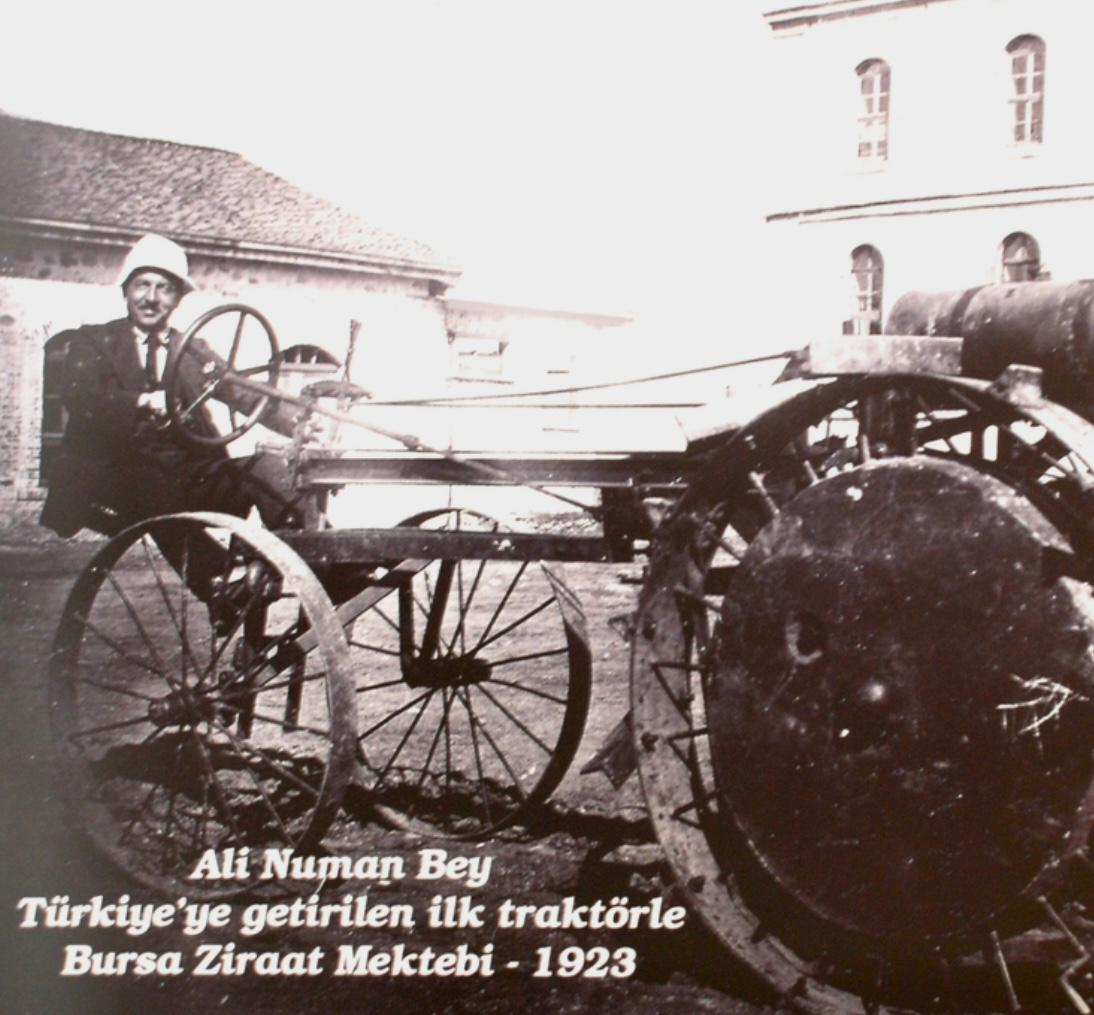 Ali Numan Bey
Türkiye'ye getirilen ilk traktörle
Bursa Ziraat Mektebi - 1923